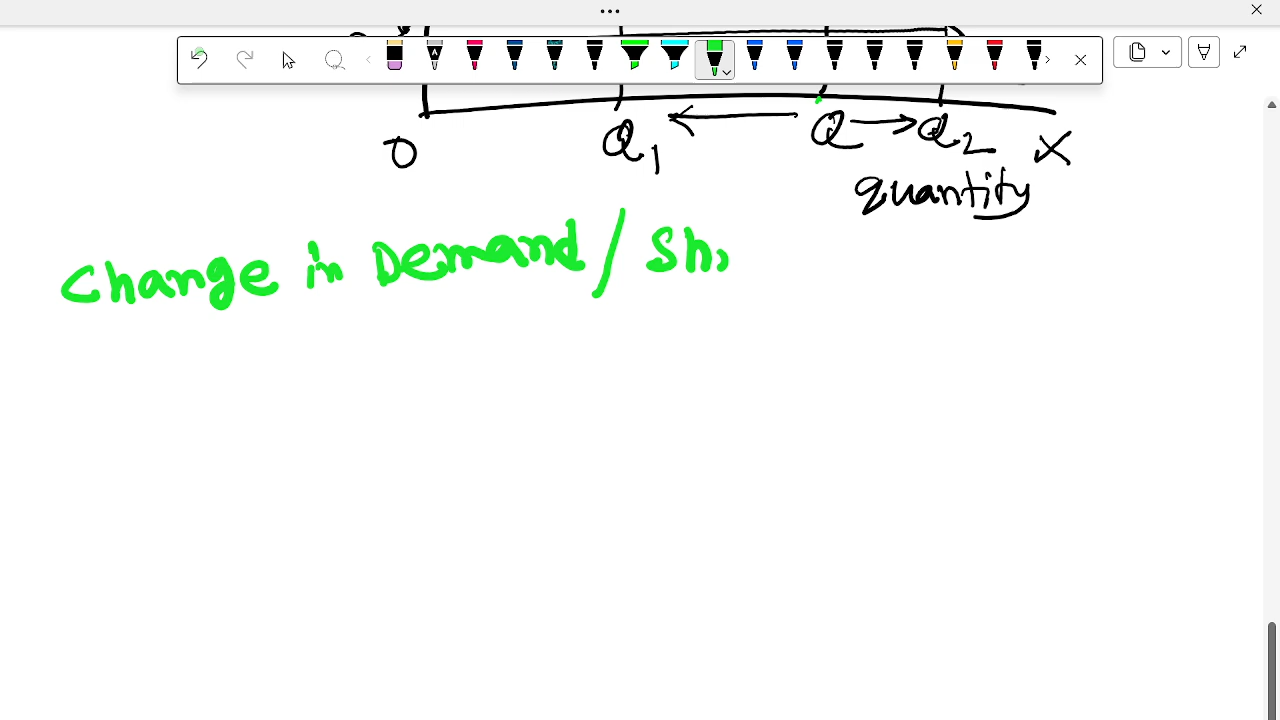 O Q1 ← Q → Q2 X
quantity
Change in Demand / Sh